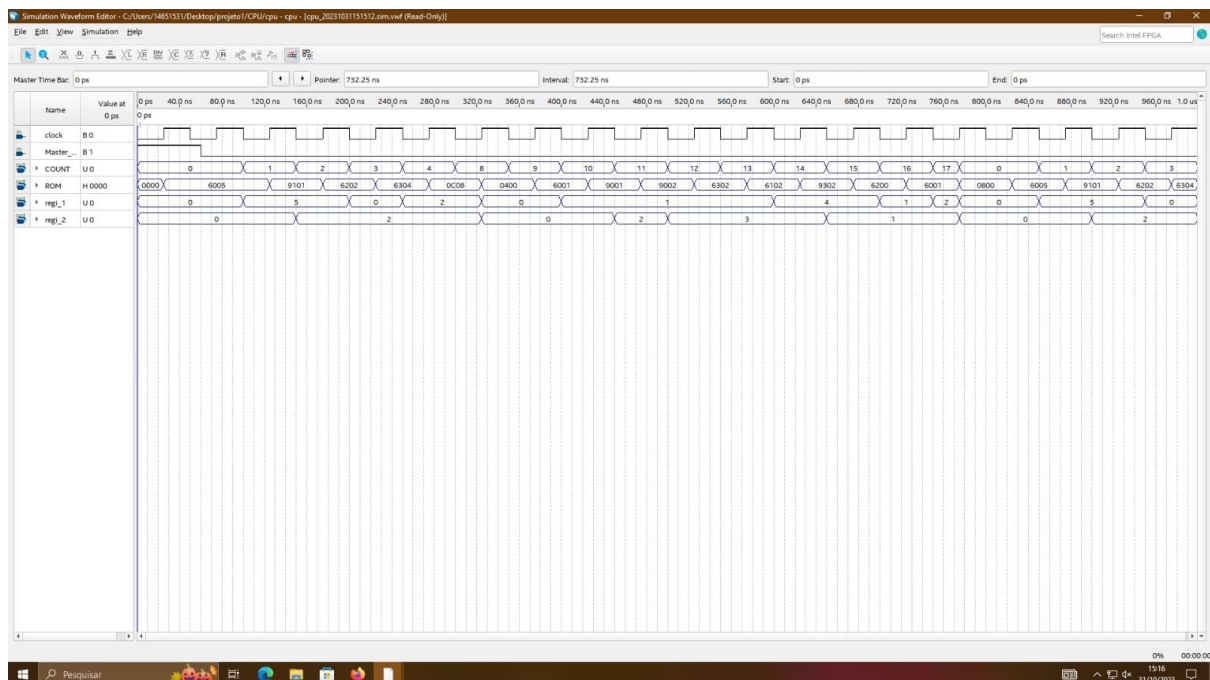 Simulation Waveform Editor - C:/Users/14651531/Desktop/projeto1/CPU/cpu - cpu - [cpu_20231031151512.sim.vwf (Read-Only)]
File Edit View Simulation Help
Search Intel FPGA
Master Time Bar: 0 ps Pointer: 732.25 ns Interval: 732.25 ns Start: 0 ps End: 0 ps
Name Value at 0 ps
0 ps 40.0 ns 80.0 ns 120.0 ns 160.0 ns 200.0 ns 240.0 ns 280.0 ns 320.0 ns 360.0 ns 400.0 ns 440.0 ns 480.0 ns 520.0 ns 560.0 ns 600.0 ns 640.0 ns 680.0 ns 720.0 ns 760.0 ns 800.0 ns 840.0 ns 880.0 ns 920.0 ns 960.0 ns 1.0 us
0 ps
clock B 0
Master_... B 1
COUNT U 0 0 1 2 3 4 8 9 10 11 12 13 14 15 16 17 0 1 2 3
ROM H 0000 0000 6005 9101 6202 6304 0C08 0400 6001 9001 9002 6302 6102 9302 6200 6001 0800 6005 9101 6202 6304
regi_1 U 0 0 5 0 2 0 1 4 1 2 0 5 0
regi_2 U 0 0 2 0 2 3 1 0 2
0% 00:00:00
Pesquisar
15:16
31/10/2023